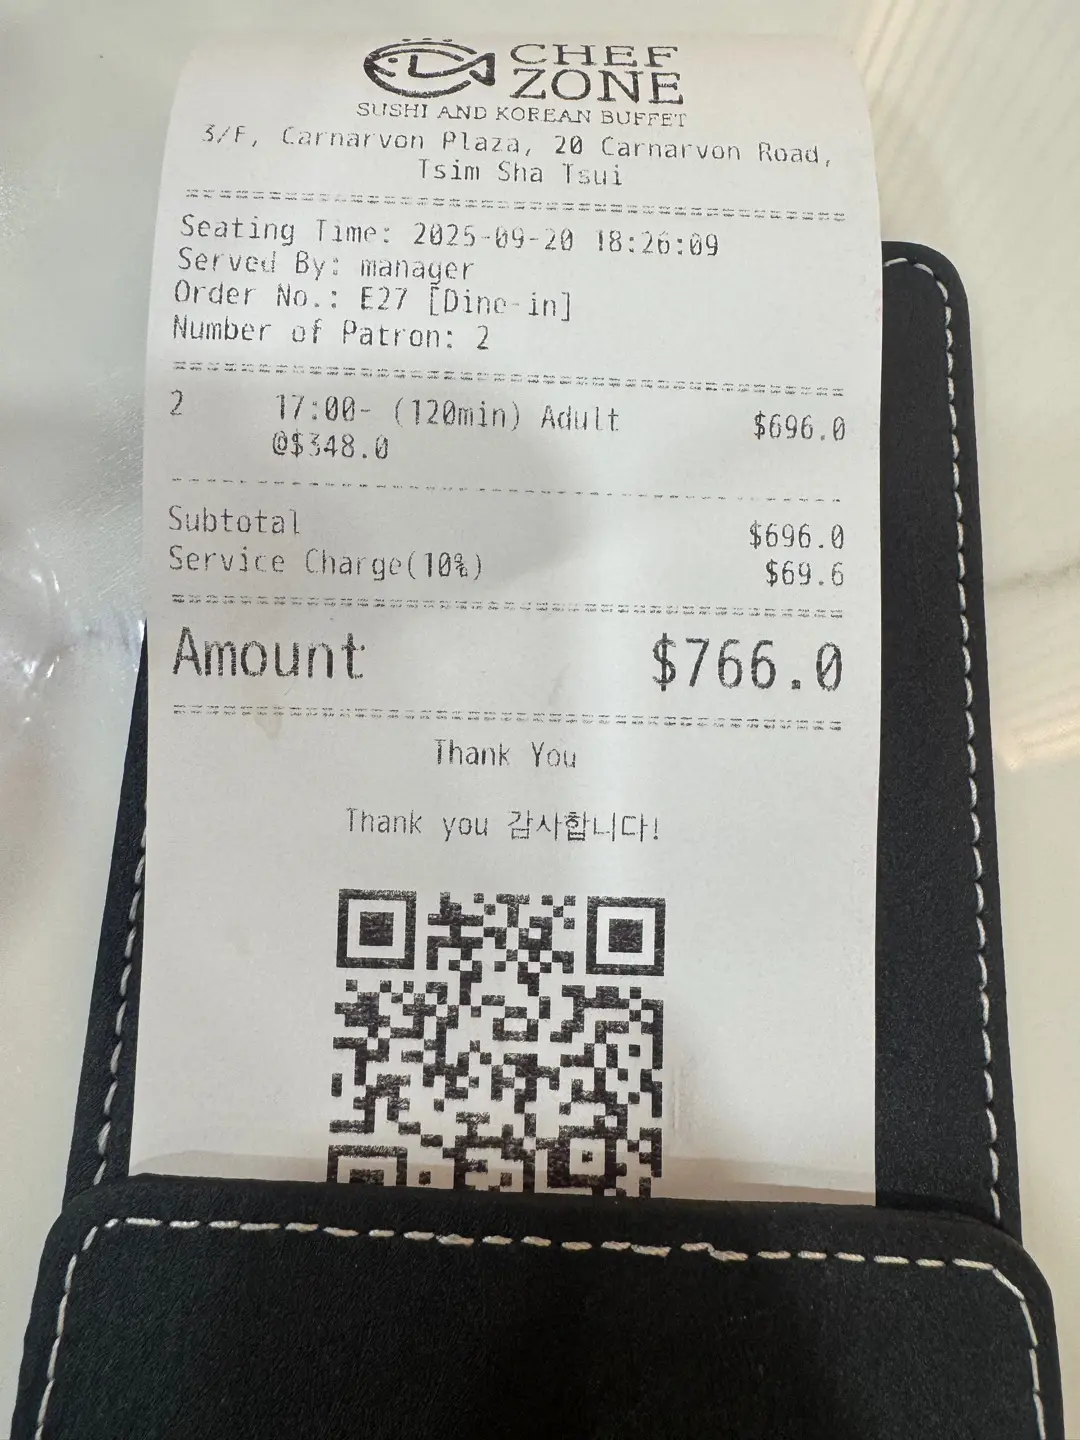 CHEF
ZONE
SUSHI AND KOREAN BUFFET
3/F, Carnarvon Plaza, 20 Carnarvon Road,
Tsim Sha Tsui
Seating Time: 2025-09-20 18:26:09
Served By: manager
Order No.: E27 [Dine-in]
Number of Patron: 2
2 17:00- (120min) Adult $696.0
@$348.0
Subtotal $696.0
Service Charge(10%) $69.6
Amount $766.0
Thank You
Thank you 감사합니다!